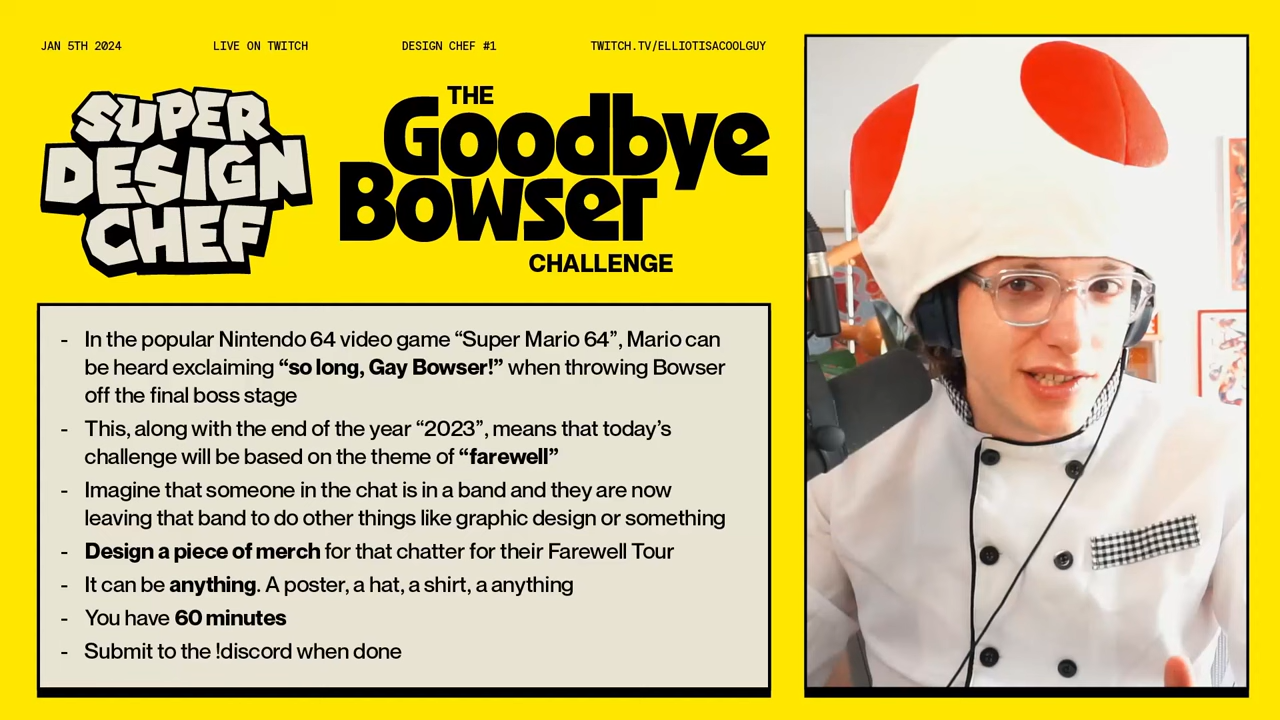 JAN 5TH 2024
LIVE ON TWITCH
DESIGN CHEF #1
TWITCH.TV/ELLIOTISACOOLGUY
SUPER
DESIGN
CHEF
THE
Goodbye
Bowser
CHALLENGE
- In the popular Nintendo 64 video game “Super Mario 64”, Mario can
be heard exclaiming “so long, Gay Bowser!” when throwing Bowser
off the final boss stage
- This, along with the end of the year “2023”, means that today’s
challenge will be based on the theme of “farewell”
- Imagine that someone in the chat is in a band and they are now
leaving that band to do other things like graphic design or something
- Design a piece of merch for that chatter for their Farewell Tour
- It can be anything. A poster, a hat, a shirt, a anything
- You have 60 minutes
- Submit to the !discord when done